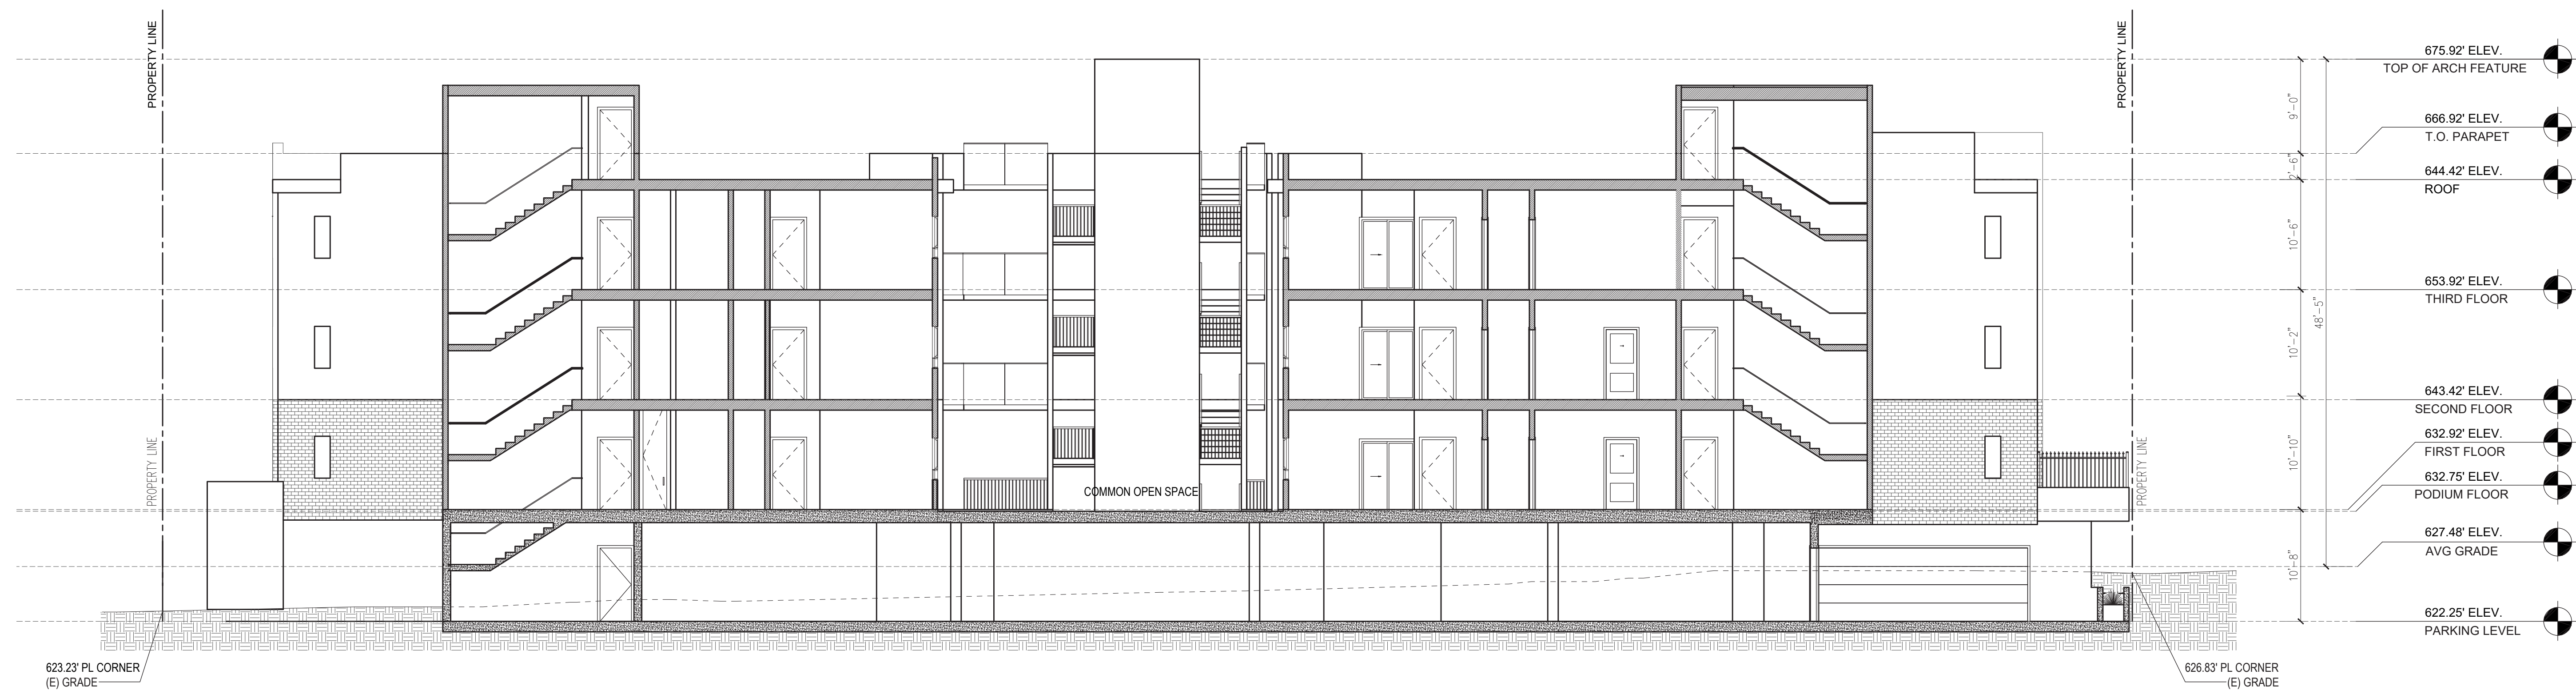 PROPERTY LINE
PROPERTY LINE
675.92' ELEV.
TOP OF ARCH FEATURE
9'-0"
666.92' ELEV.
T.O. PARAPET
2'-6"
644.42' ELEV.
ROOF
10'-6"
653.92' ELEV.
THIRD FLOOR
48'-5"
10'-2"
643.42' ELEV.
SECOND FLOOR
632.92' ELEV.
FIRST FLOOR
PROPERTY LINE
PROPERTY LINE
10'-10"
COMMON OPEN SPACE
632.75' ELEV.
PODIUM FLOOR
627.48' ELEV.
AVG GRADE
10'-8"
622.25' ELEV.
PARKING LEVEL
623.23' PL CORNER
(E) GRADE
626.83' PL CORNER
(E) GRADE